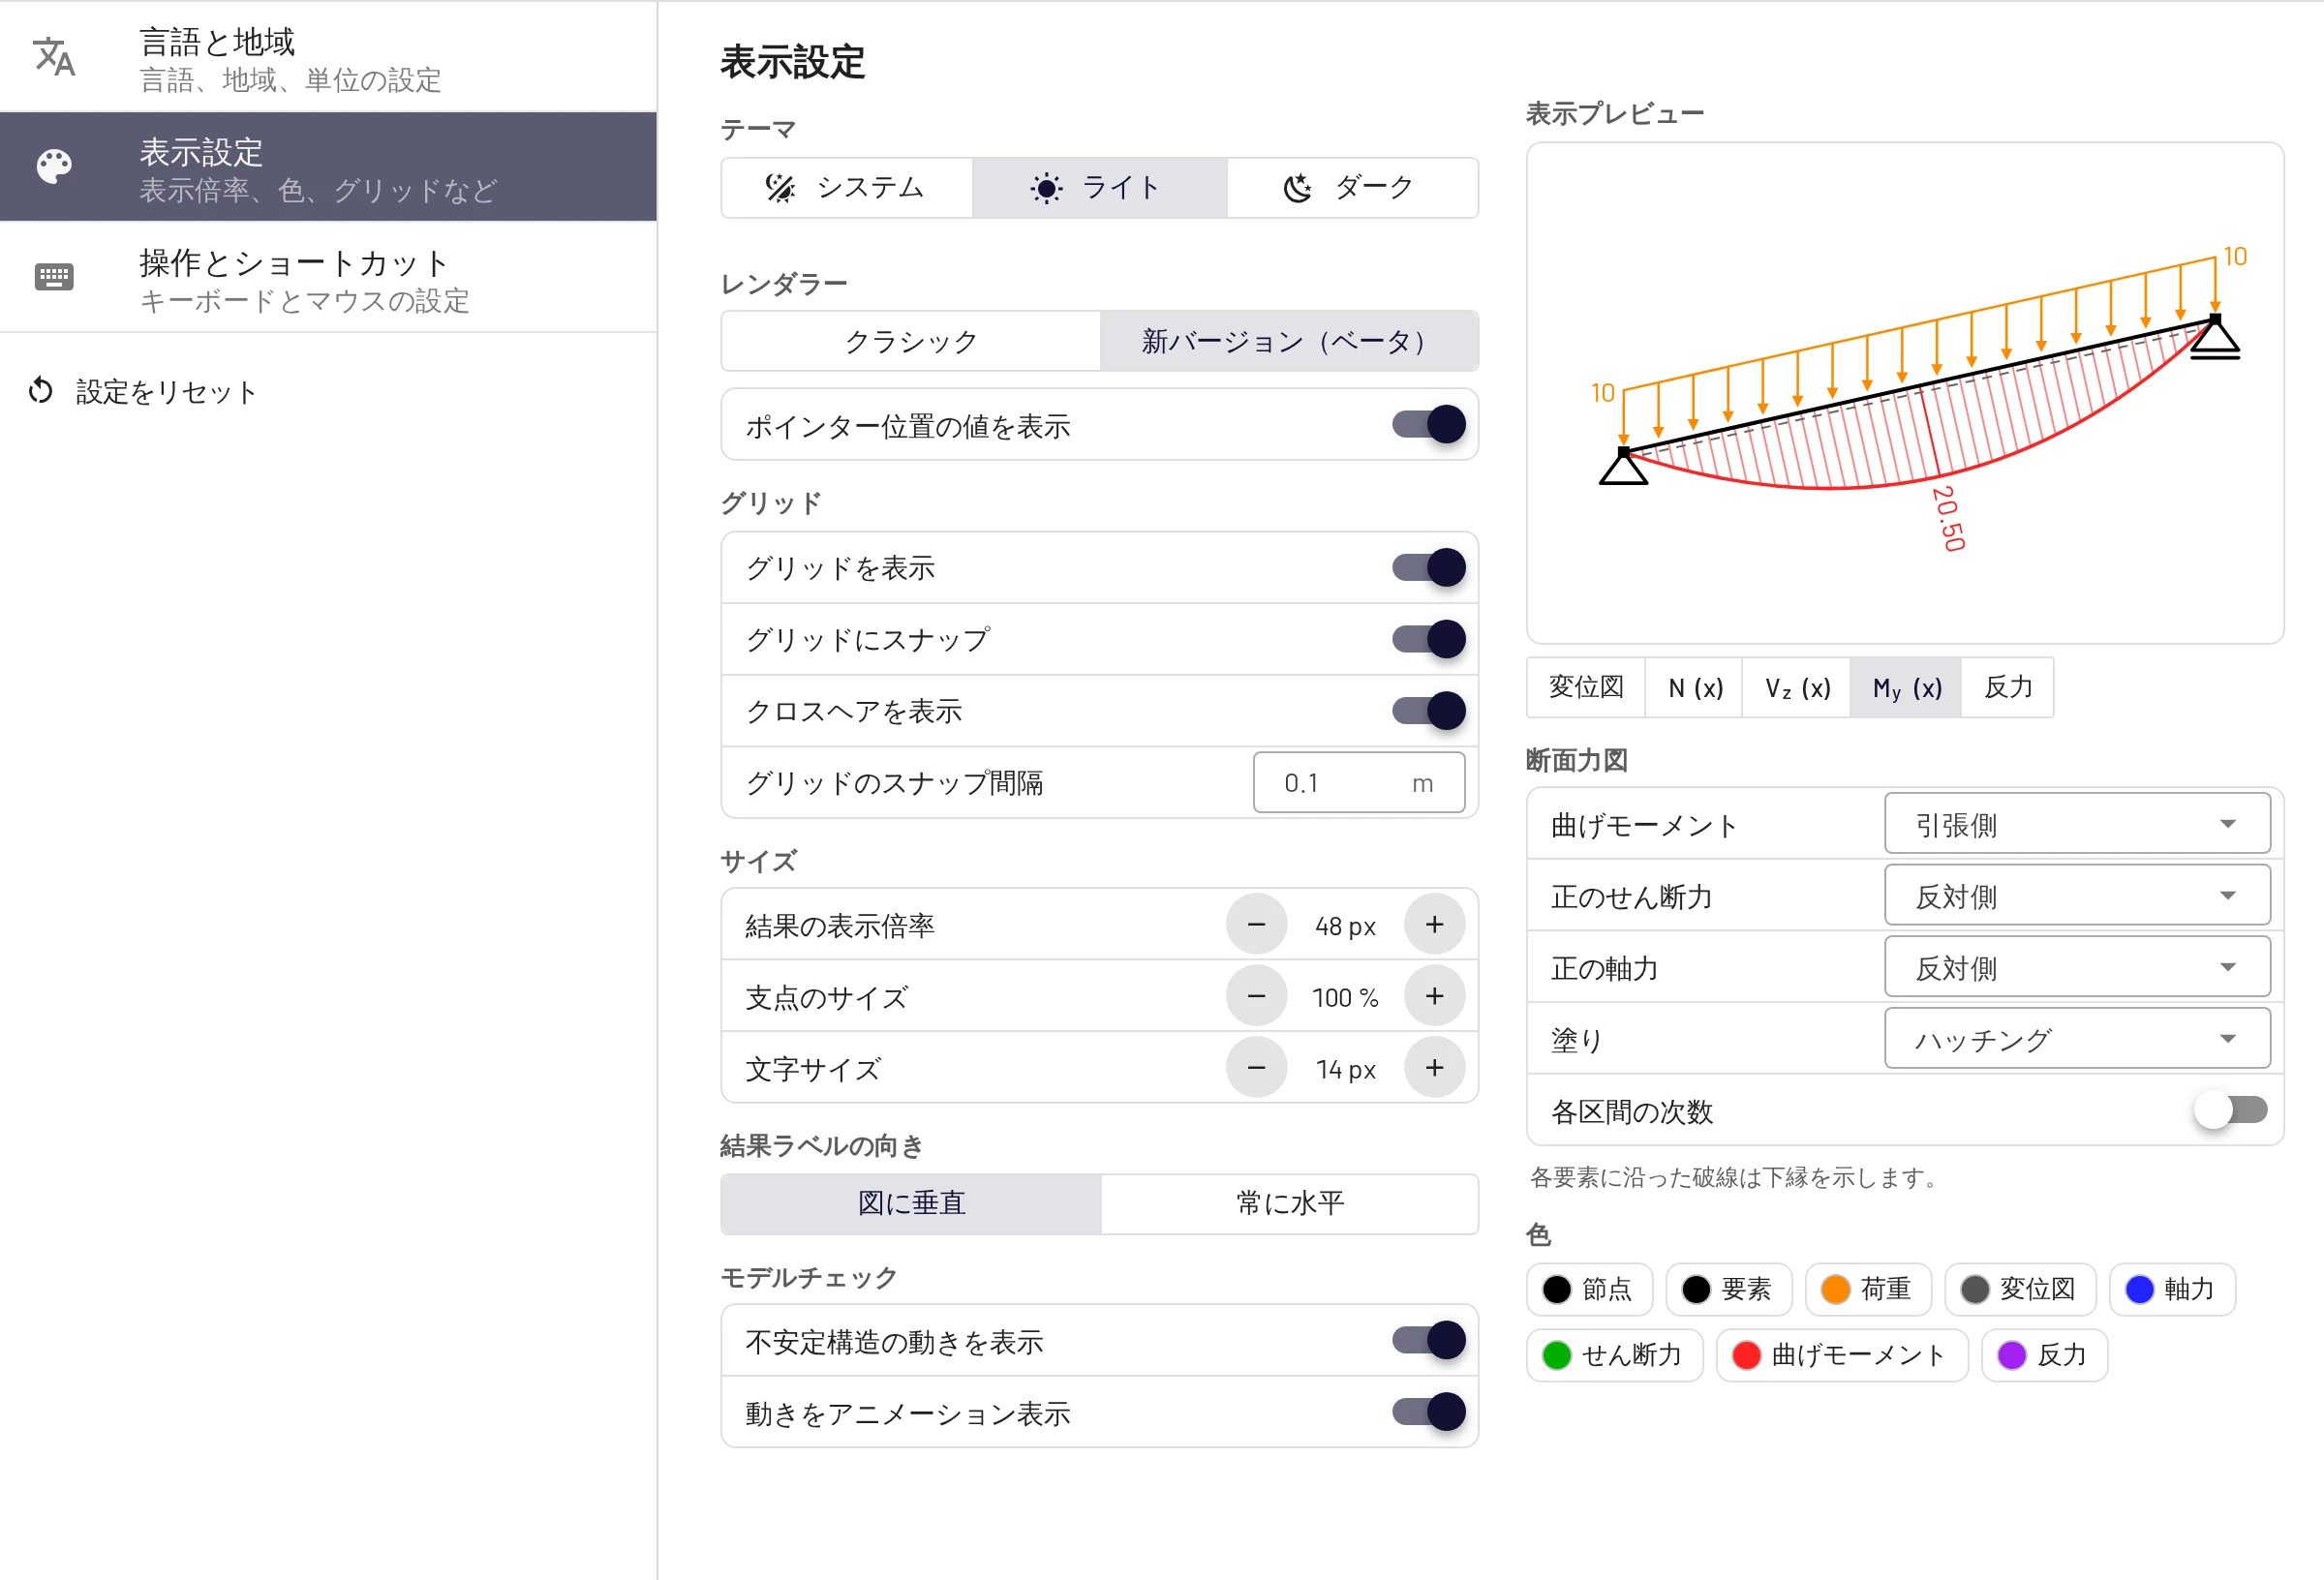 言語と地域
言語、地域、単位の設定
表示設定
表示倍率、色、グリッドなど
操作とショートカット
キーボードとマウスの設定
設定をリセット
表示設定
テーマ
システム
ライト
ダーク
レンダラー
クラシック
新バージョン（ベータ）
ポインター位置の値を表示
グリッド
グリッドを表示
グリッドにスナップ
クロスヘアを表示
グリッドのスナップ間隔
0.1 m
サイズ
結果の表示倍率
− 48 px +
支点のサイズ
− 100 % +
文字サイズ
− 14 px +
結果ラベルの向き
図に垂直
常に水平
モデルチェック
不安定構造の動きを表示
動きをアニメーション表示
表示プレビュー
10
10
20.50
変位図
N (x)
Vz (x)
My (x)
反力
断面力図
曲げモーメント
引張側
正のせん断力
反対側
正の軸力
反対側
塗り
ハッチング
各区間の次数
各要素に沿った破線は下縁を示します。
色
節点
要素
荷重
変位図
軸力
せん断力
曲げモーメント
反力